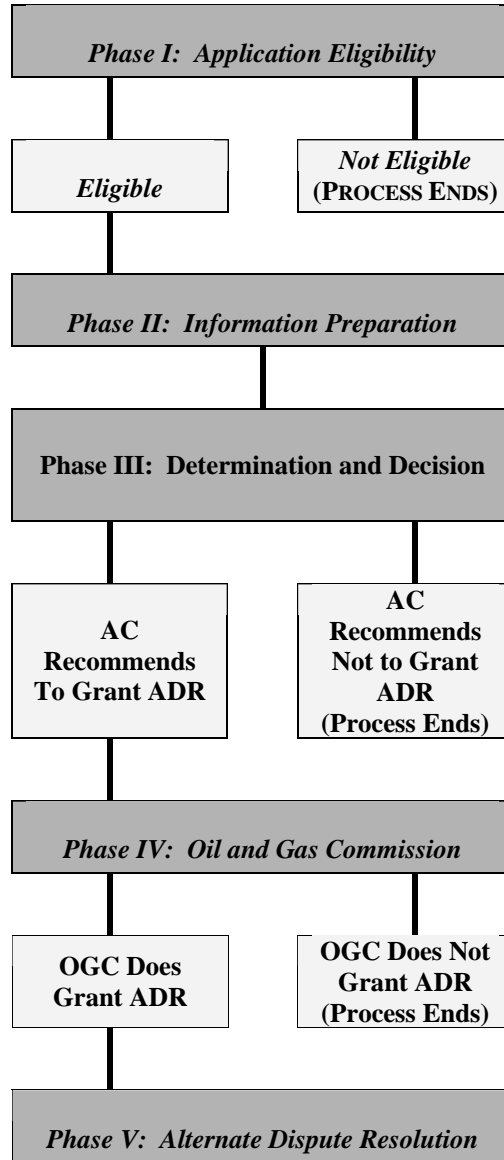 Phase I: Application Eligibility
Eligible
Not Eligible
(PROCESS ENDS)
Phase II: Information Preparation
Phase III: Determination and Decision
AC
Recommends
To Grant ADR
AC
Recommends
Not to Grant
ADR
(Process Ends)
Phase IV: Oil and Gas Commission
OGC Does
Grant ADR
OGC Does Not
Grant ADR
(Process Ends)
Phase V: Alternate Dispute Resolution